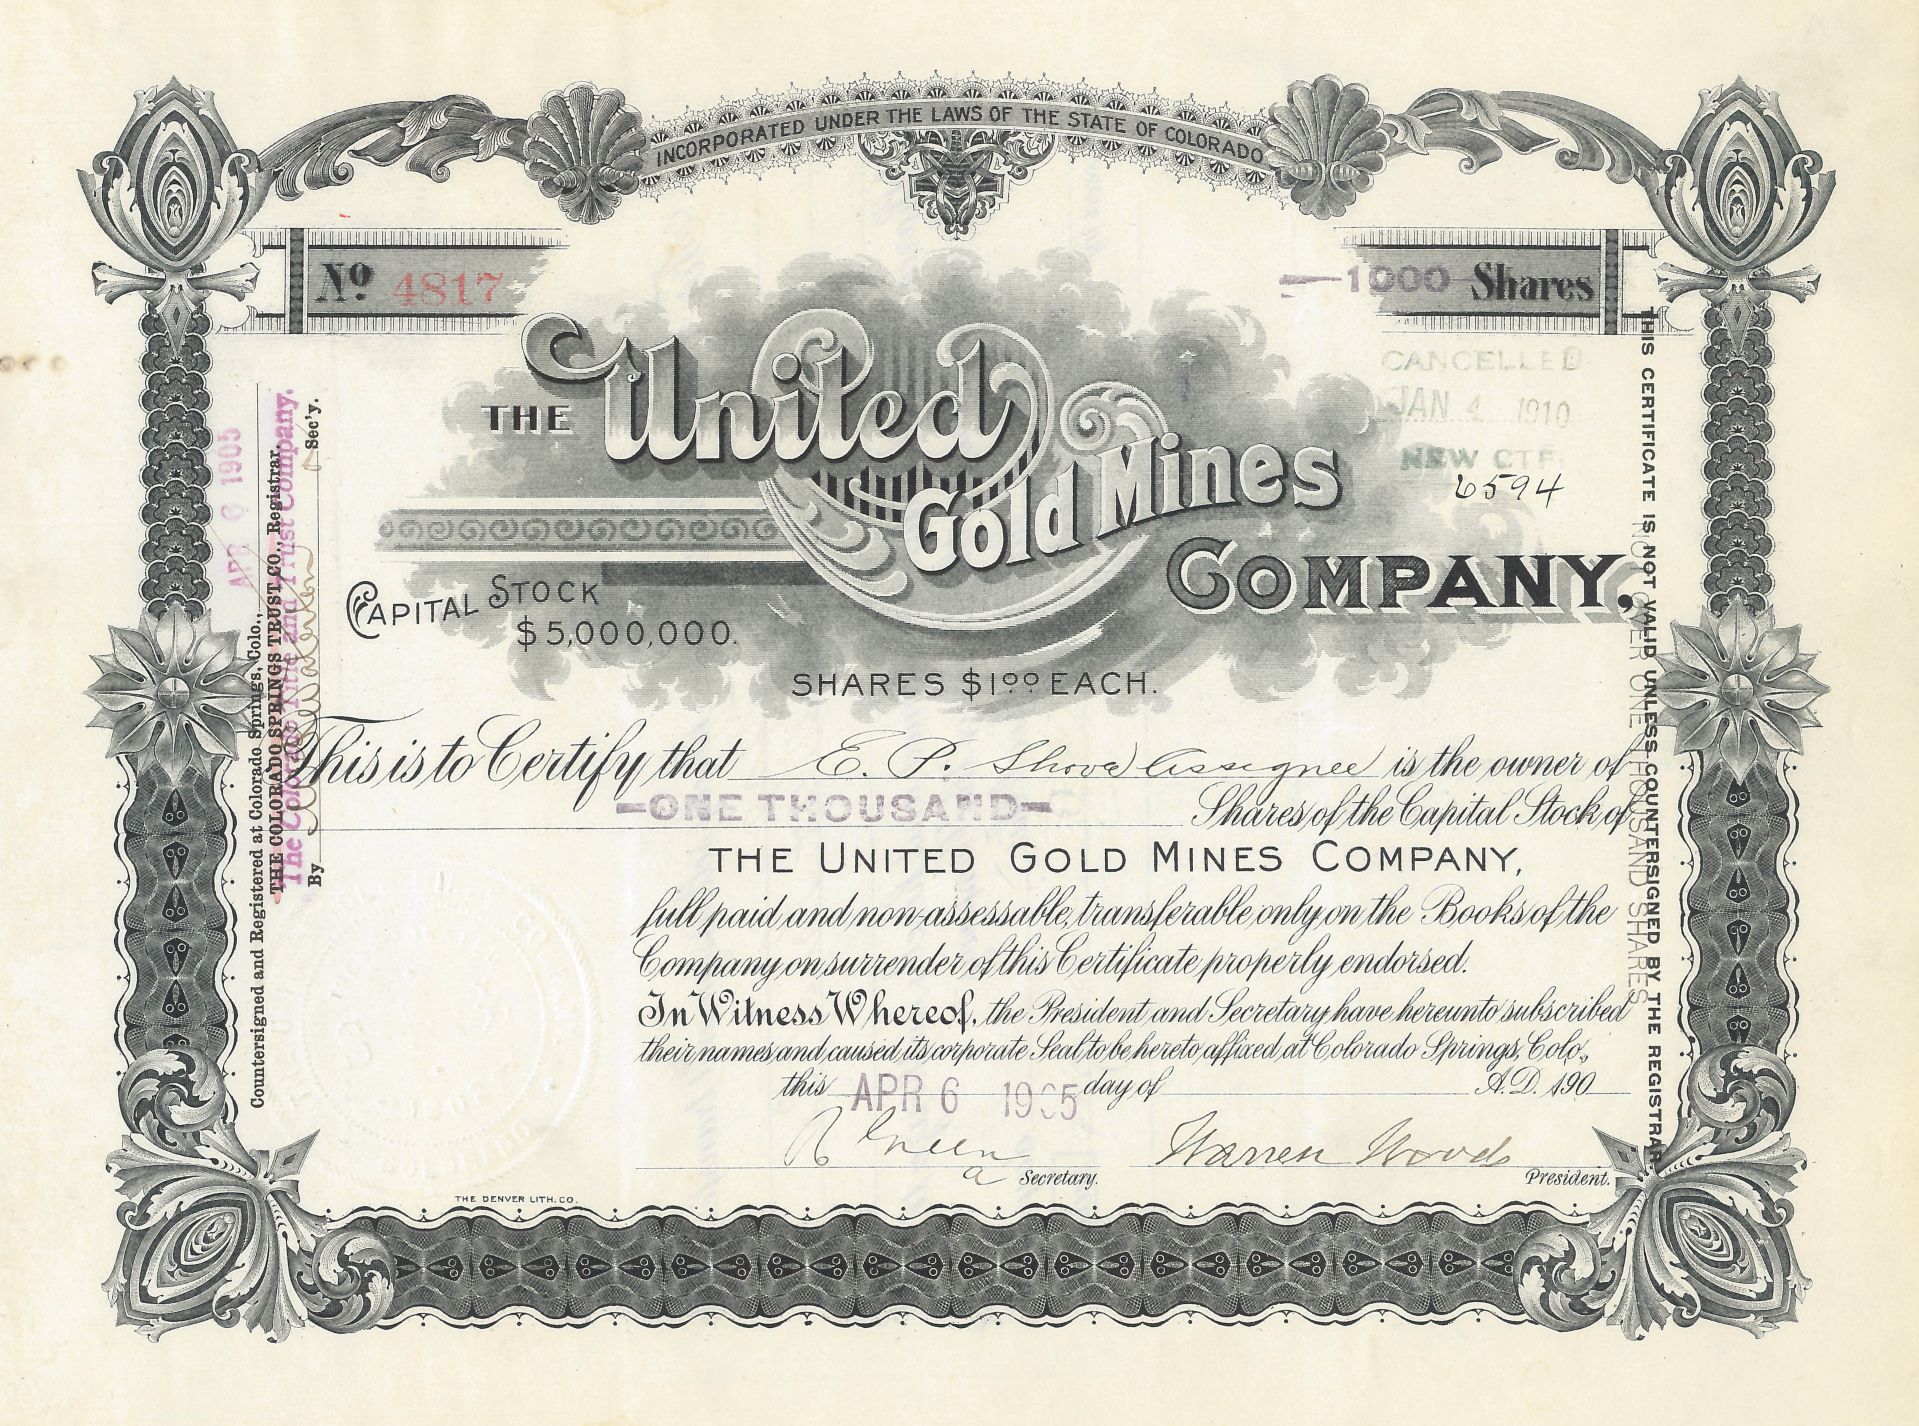 INCORPORATED UNDER THE LAWS OF THE STATE OF COLORADO
No. 4817
1000 Shares
THE United Gold Mines COMPANY,
CANCELLED
JAN 4 1910
NEW CTF.
6594
CAPITAL STOCK
$5,000,000.
SHARES $1.00 EACH.
This is to Certify that E. P. Shove Assignee is the owner of
ONE THOUSAND Shares of the Capital Stock of
THE UNITED GOLD MINES COMPANY,
full paid and non-assessable, transferable only on the Books of the
Company on surrender of this Certificate properly endorsed.
In Witness Whereof, the President and Secretary have hereunto subscribed
their names and caused its corporate Seal to be hereto affixed at Colorado Springs, Colo.,
this APR 6 1905 day of A.D. 190
Secretary.
Warren Woods
President.
THE DENVER LITH. CO.
APR 6 1905
Countersigned and Registered at Colorado Springs, Colo.,
THE COLORADO SPRINGS TRUST CO., Registrar,
The Colorado Title and Trust Company.
By Sec'y.
THIS CERTIFICATE IS NOT VALID UNLESS COUNTERSIGNED BY THE REGISTRAR
NOT OVER ONE THOUSAND SHARES